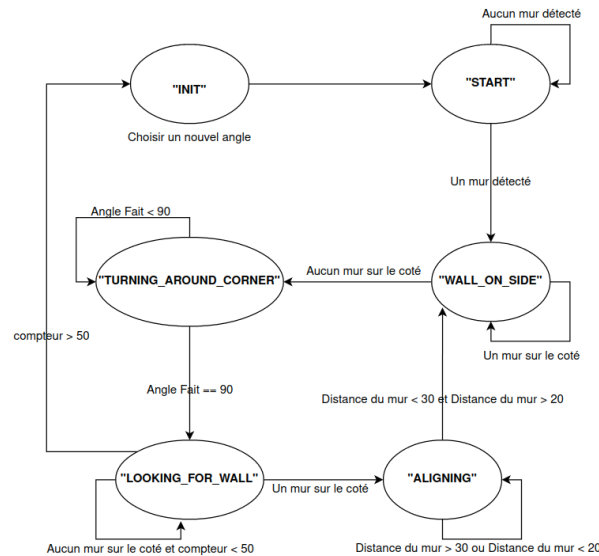 Aucun mur détecté
"INIT"
"START"
Choisir un nouvel angle
Un mur détecté
Angle Fait < 90
Aucun mur sur le coté
"TURNING_AROUND_CORNER"
"WALL_ON_SIDE"
compteur > 50
Un mur sur le coté
Angle Fait == 90
Distance du mur < 30 et Distance du mur > 20
"LOOKING_FOR_WALL"
Un mur sur le coté
"ALIGNING"
Aucun mur sur le coté et compteur < 50
Distance du mur > 30 ou Distance du mur < 20